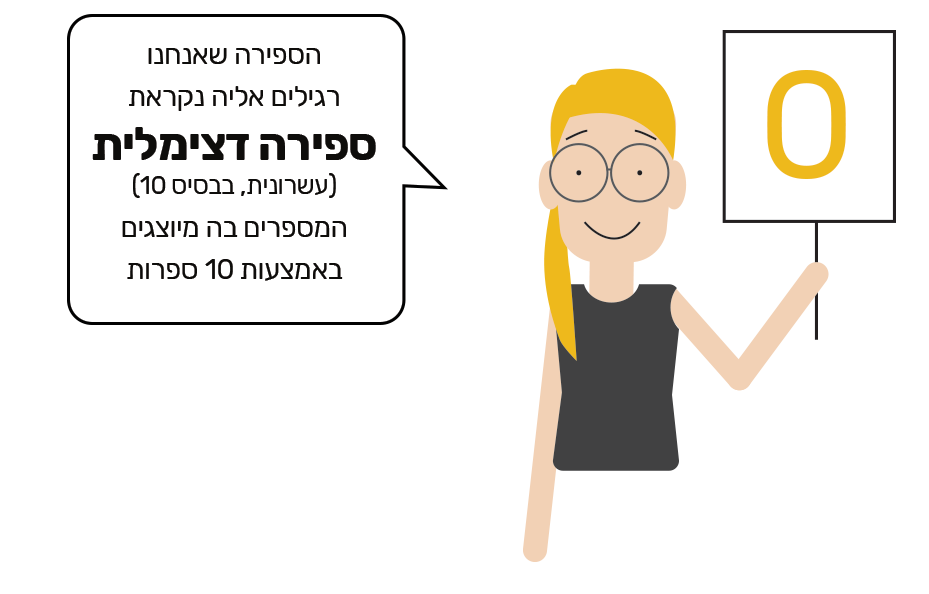 הספירה שאנחנו
רגילים אליה נקראת
ספירה דצימלית
(עשרונית, בבסיס 10)
המספרים בה מיוצגים
באמצעות 10 ספרות
0